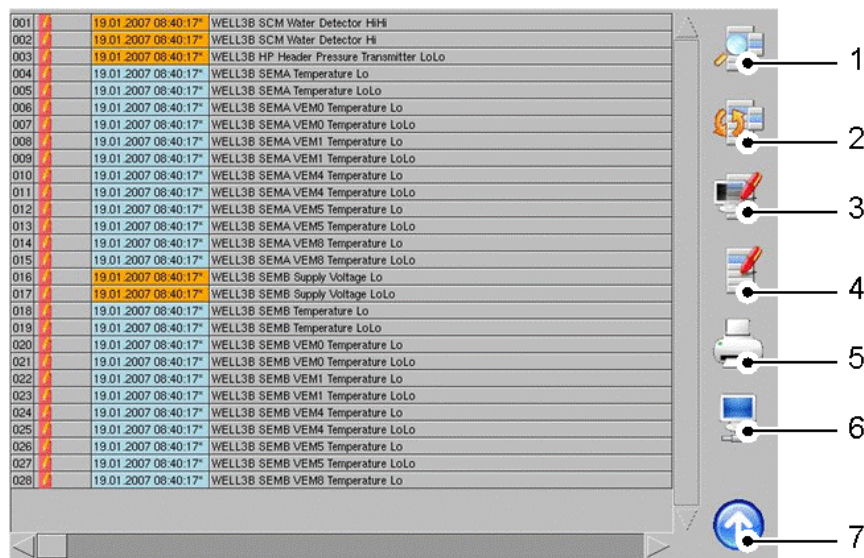 001 19.01.2007 08:40:17* WELL3B SCM Water Detector HiHi
002 19.01.2007 08:40:17* WELL3B SCM Water Detector Hi
003 19.01.2007 08:40:17* WELL3B HP Header Pressure Transmitter LoLo
004 19.01.2007 08:40:17* WELL3B SEMA Temperature Lo
005 19.01.2007 08:40:17* WELL3B SEMA Temperature LoLo
006 19.01.2007 08:40:17* WELL3B SEMA VEM0 Temperature Lo
007 19.01.2007 08:40:17* WELL3B SEMA VEM0 Temperature LoLo
008 19.01.2007 08:40:17* WELL3B SEMA VEM1 Temperature Lo
009 19.01.2007 08:40:17* WELL3B SEMA VEM1 Temperature LoLo
010 19.01.2007 08:40:17* WELL3B SEMA VEM4 Temperature Lo
011 19.01.2007 08:40:17* WELL3B SEMA VEM4 Temperature LoLo
012 19.01.2007 08:40:17* WELL3B SEMA VEM5 Temperature Lo
013 19.01.2007 08:40:17* WELL3B SEMA VEM5 Temperature LoLo
014 19.01.2007 08:40:17* WELL3B SEMA VEM8 Temperature Lo
015 19.01.2007 08:40:17* WELL3B SEMA VEM8 Temperature LoLo
016 19.01.2007 08:40:17* WELL3B SEMB Supply Voltage Lo
017 19.01.2007 08:40:17* WELL3B SEMB Supply Voltage LoLo
018 19.01.2007 08:40:17* WELL3B SEMB Temperature Lo
019 19.01.2007 08:40:17* WELL3B SEMB Temperature LoLo
020 19.01.2007 08:40:17* WELL3B SEMB VEM0 Temperature Lo
021 19.01.2007 08:40:17* WELL3B SEMB VEM0 Temperature LoLo
022 19.01.2007 08:40:17* WELL3B SEMB VEM1 Temperature Lo
023 19.01.2007 08:40:17* WELL3B SEMB VEM1 Temperature LoLo
024 19.01.2007 08:40:17* WELL3B SEMB VEM4 Temperature Lo
025 19.01.2007 08:40:17* WELL3B SEMB VEM4 Temperature LoLo
026 19.01.2007 08:40:17* WELL3B SEMB VEM5 Temperature Lo
027 19.01.2007 08:40:17* WELL3B SEMB VEM5 Temperature LoLo
028 19.01.2007 08:40:17* WELL3B SEMB VEM8 Temperature Lo
1
2
3
4
5
6
7